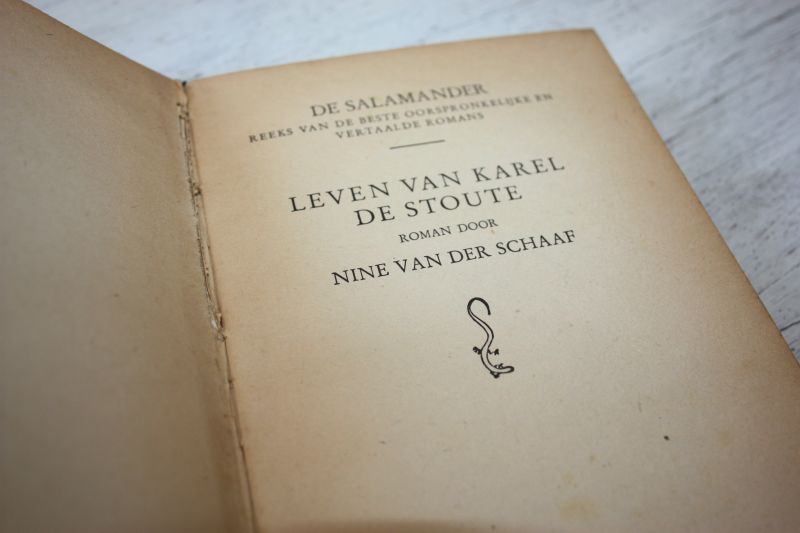 DE SALAMANDER
REEKS VAN DE BESTE OORSPRONKELIJKE EN
VERTAALDE ROMANS
LEVEN VAN KAREL
DE STOUTE
ROMAN DOOR
NINE VAN DER SCHAAF